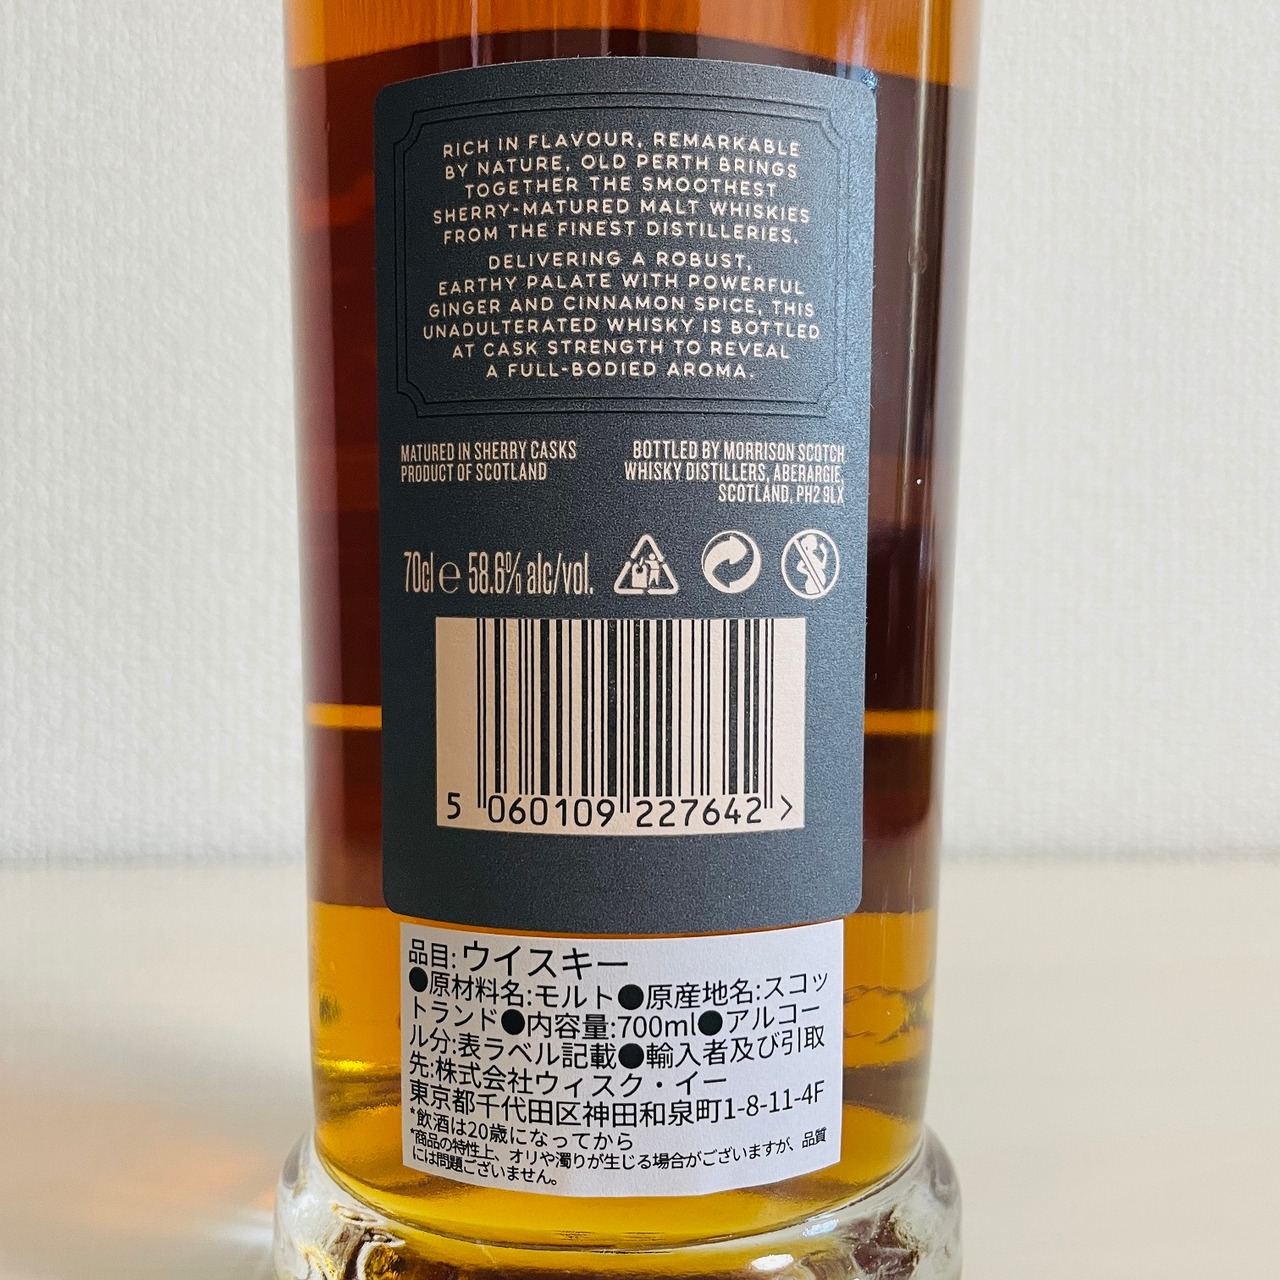 RICH IN FLAVOUR, REMARKABLE
BY NATURE, OLD PERTH BRINGS
TOGETHER THE SMOOTHEST
SHERRY-MATURED MALT WHISKIES
FROM THE FINEST DISTILLERIES.
DELIVERING A ROBUST,
EARTHY PALATE WITH POWERFUL
GINGER AND CINNAMON SPICE, THIS
UNADULTERATED WHISKY IS BOTTLED
AT CASK STRENGTH TO REVEAL
A FULL-BODIED AROMA.
MATURED IN SHERRY CASKS
PRODUCT OF SCOTLAND
BOTTLED BY MORRISON SCOTCH
WHISKY DISTILLERS, ABERARGIE,
SCOTLAND, PH2 9LX
70cl e 58.6% alc/vol.
5 060109 227642 >
品目:ウイスキー
●原材料名:モルト●原産地名:スコッ
トランド●内容量:700ml●アルコー
ル分:表ラベル記載●輸入者及び引取
先:株式会社ウィスク・イー
東京都千代田区神田和泉町1-8-11-4F
*飲酒は20歳になってから
*商品の特性上、オリや濁りが生じる場合がございますが、品質
には問題ございません。